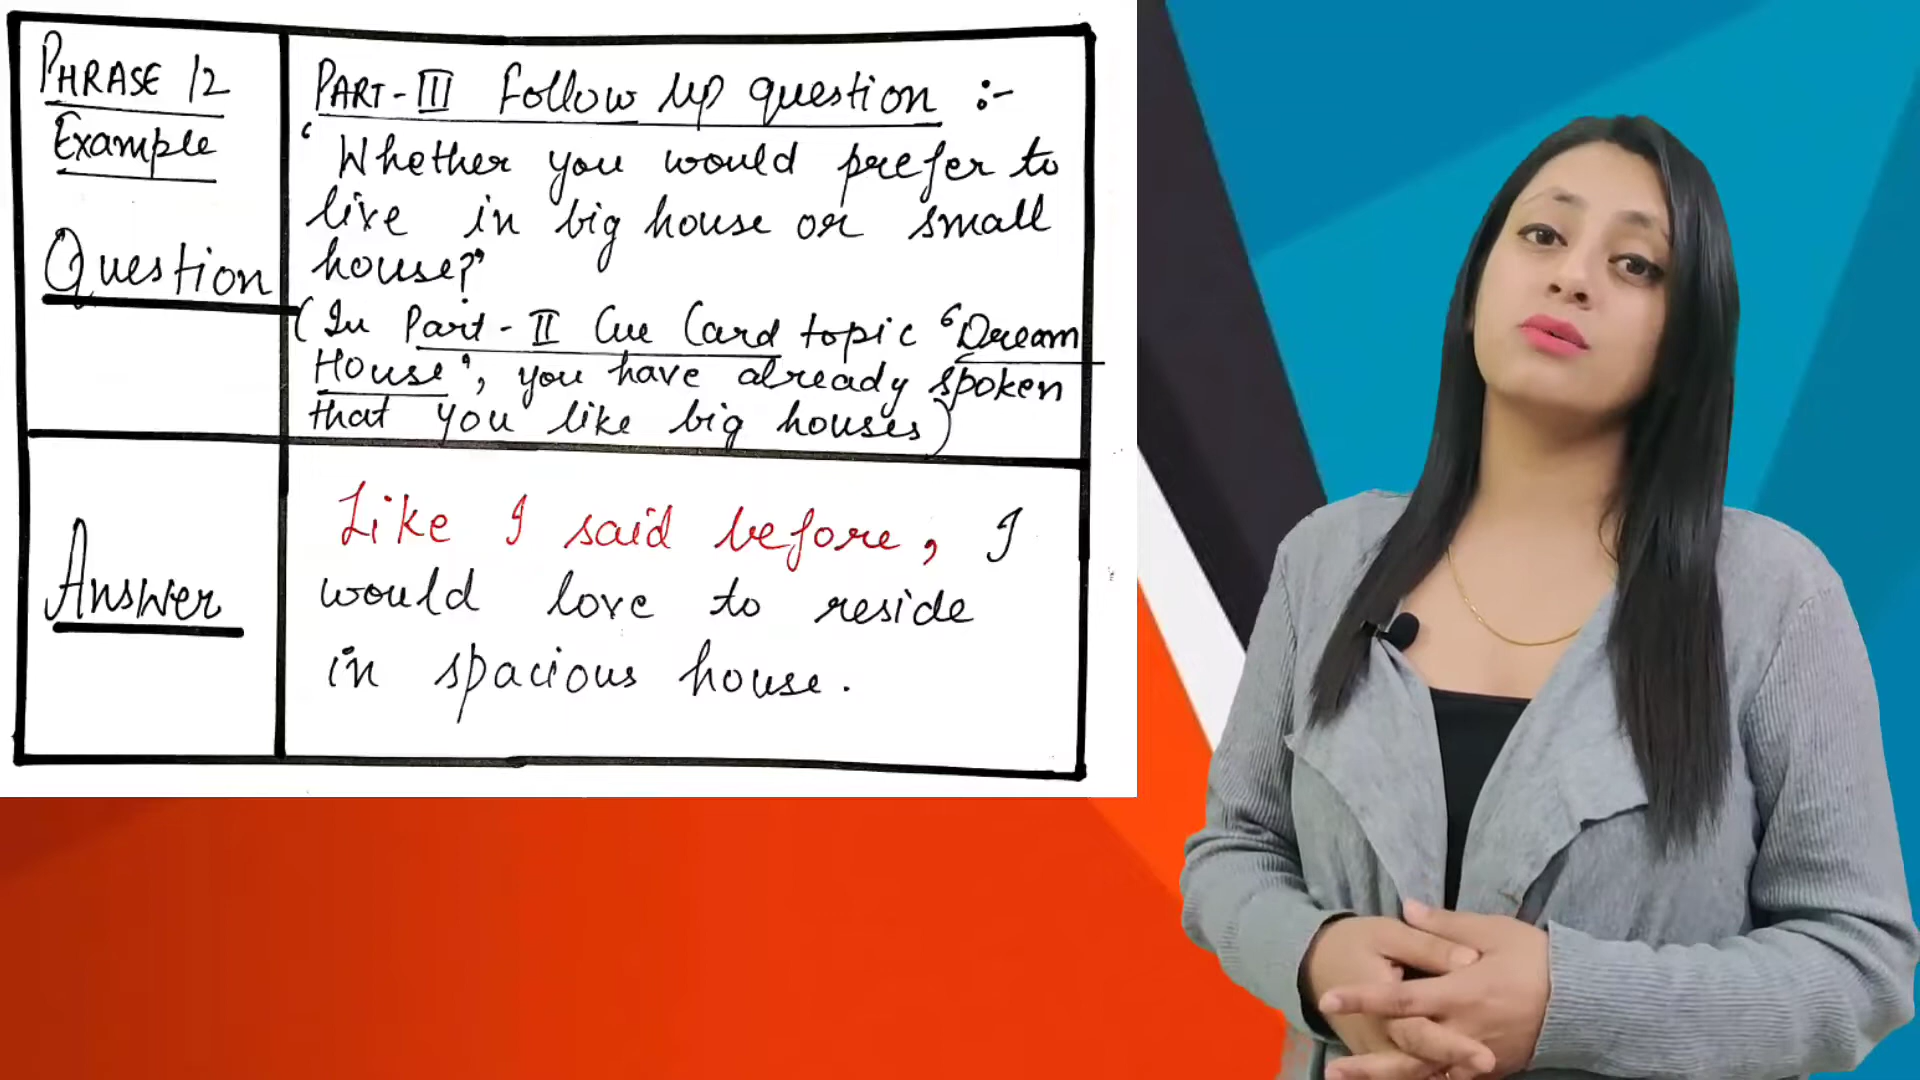 PHRASE 12
Example
Question
PART-III Follow up question :-
'Whether you would prefer to
live in big house or small
house?'
(In Part-II Cue Card topic 'Dream
House', you have already spoken
that you like big houses)
Answer
Like I said before, I
would love to reside
in spacious house.